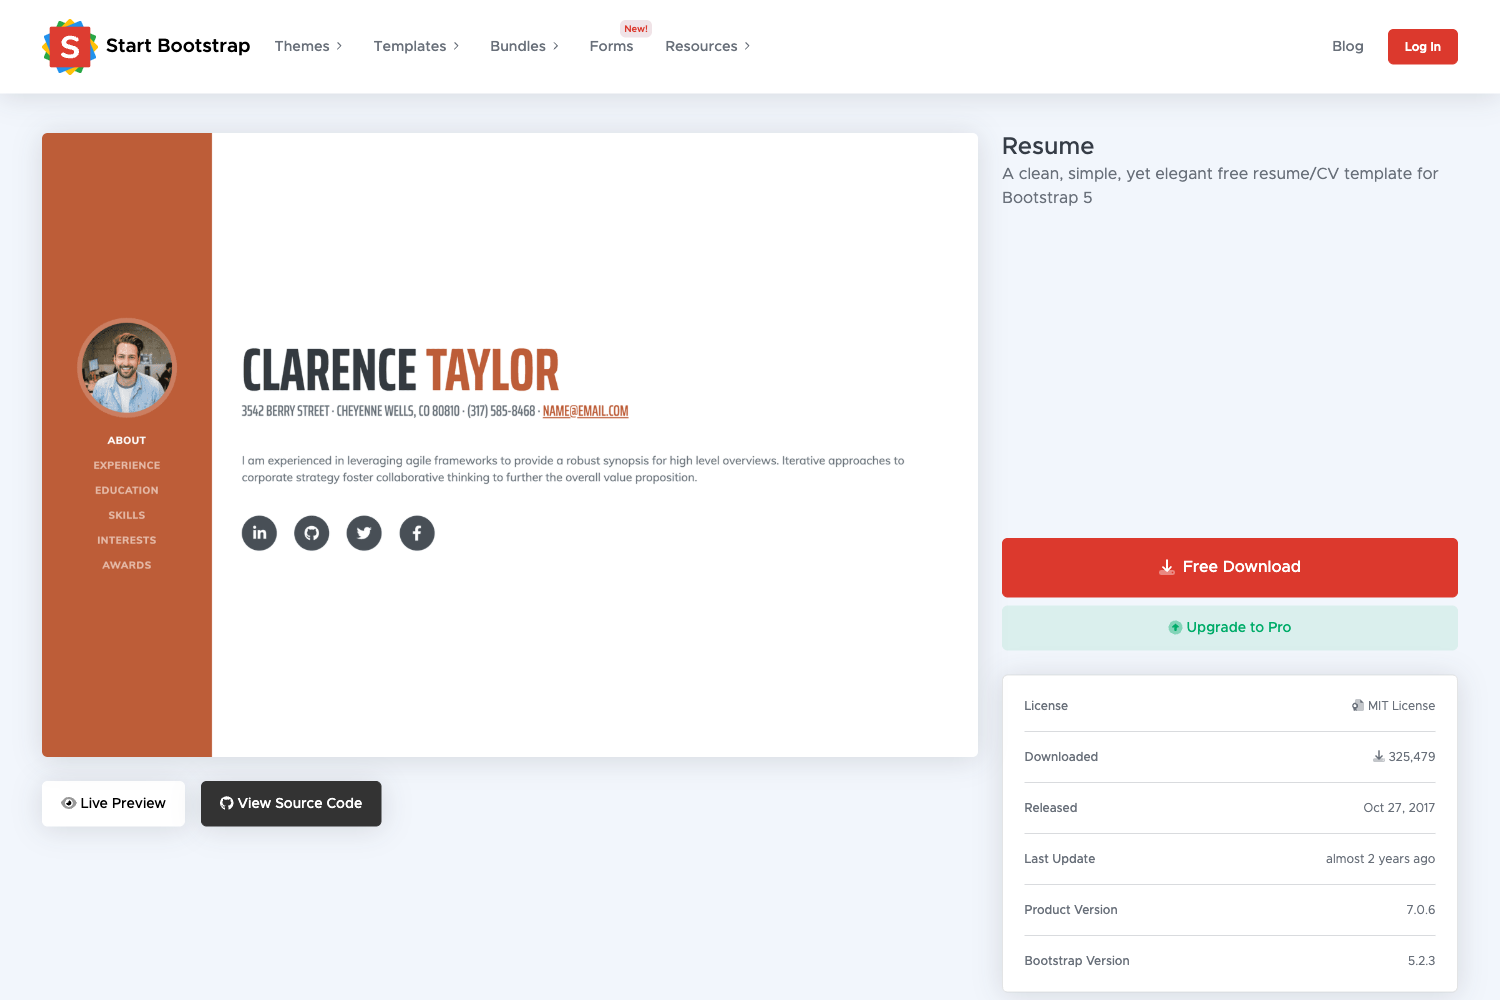 Start Bootstrap
Themes
Templates
Bundles
Forms
New!
Resources
Blog
Log In
CLARENCE TAYLOR
3542 BERRY STREET · CHEYENNE WELLS, CO 80810 · (317) 585-8468 · NAME@EMAIL.COM
ABOUT
EXPERIENCE
EDUCATION
SKILLS
INTERESTS
AWARDS
I am experienced in leveraging agile frameworks to provide a robust synopsis for high level overviews. Iterative approaches to
corporate strategy foster collaborative thinking to further the overall value proposition.
Live Preview
View Source Code
Resume
A clean, simple, yet elegant free resume/CV template for
Bootstrap 5
Free Download
Upgrade to Pro
License MIT License
Downloaded 325,479
Released Oct 27, 2017
Last Update almost 2 years ago
Product Version 7.0.6
Bootstrap Version 5.2.3